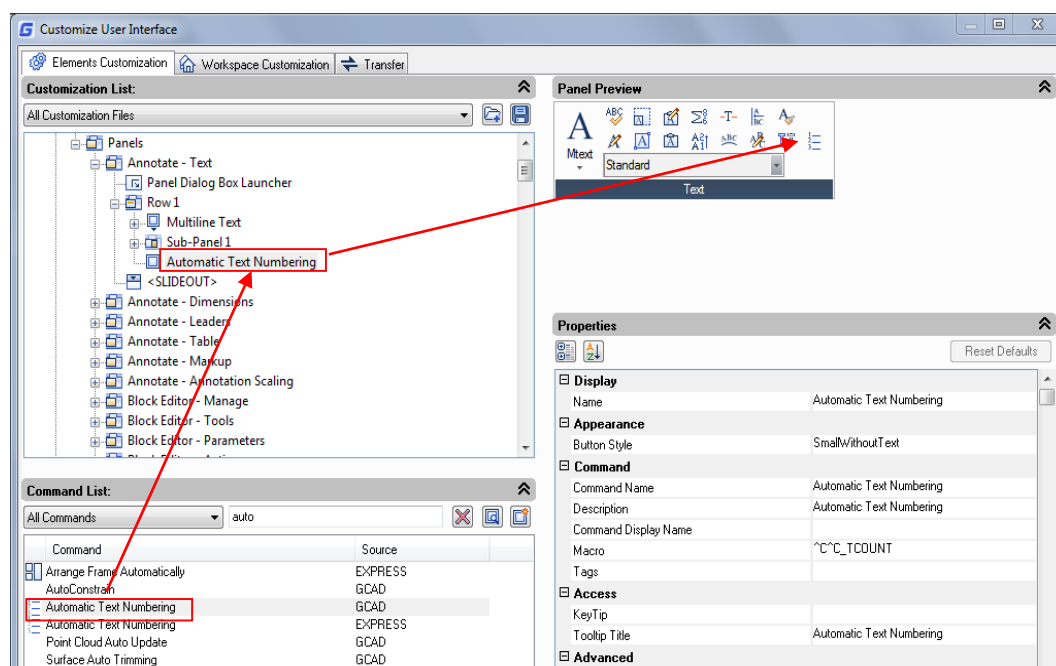 Customize User Interface
Elements Customization
Workspace Customization
Transfer
Customization List:
All Customization Files
Panels
Annotate - Text
Panel Dialog Box Launcher
Row 1
Multiline Text
Sub-Panel 1
Automatic Text Numbering
<SLIDEOUT>
Annotate - Dimensions
Annotate - Leaders
Annotate - Table
Annotate - Markup
Annotate - Annotation Scaling
Block Editor - Manage
Block Editor - Tools
Block Editor - Parameters
Command List:
All Commands
auto
Command Source
Arrange Frame Automatically EXPRESS
AutoConstrain GCAD
Automatic Text Numbering GCAD
Automatic Text Numbering EXPRESS
Point Cloud Auto Update GCAD
Surface Auto Trimming GCAD
Panel Preview
Mtext
Standard
Text
Properties
Reset Defaults
Display
Name Automatic Text Numbering
Appearance
Button Style SmallWithoutText
Command
Command Name Automatic Text Numbering
Description Automatic Text Numbering
Command Display Name
Macro ^C^C_TCOUNT
Tags
Access
KeyTip
Tooltip Title Automatic Text Numbering
Advanced